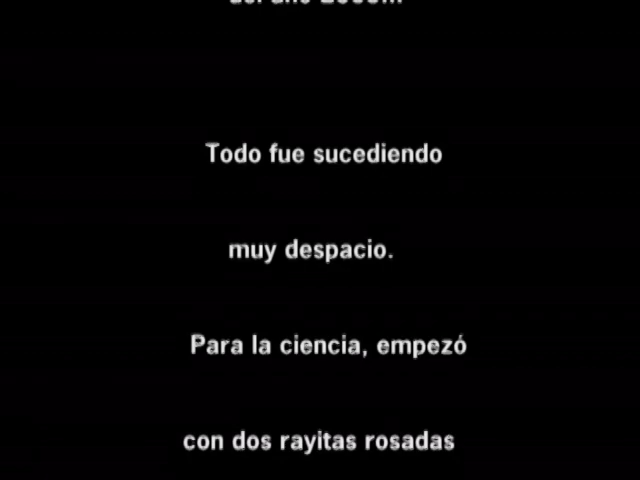 Todo fue sucediendo
muy despacio.
Para la ciencia, empezó
con dos rayitas rosadas